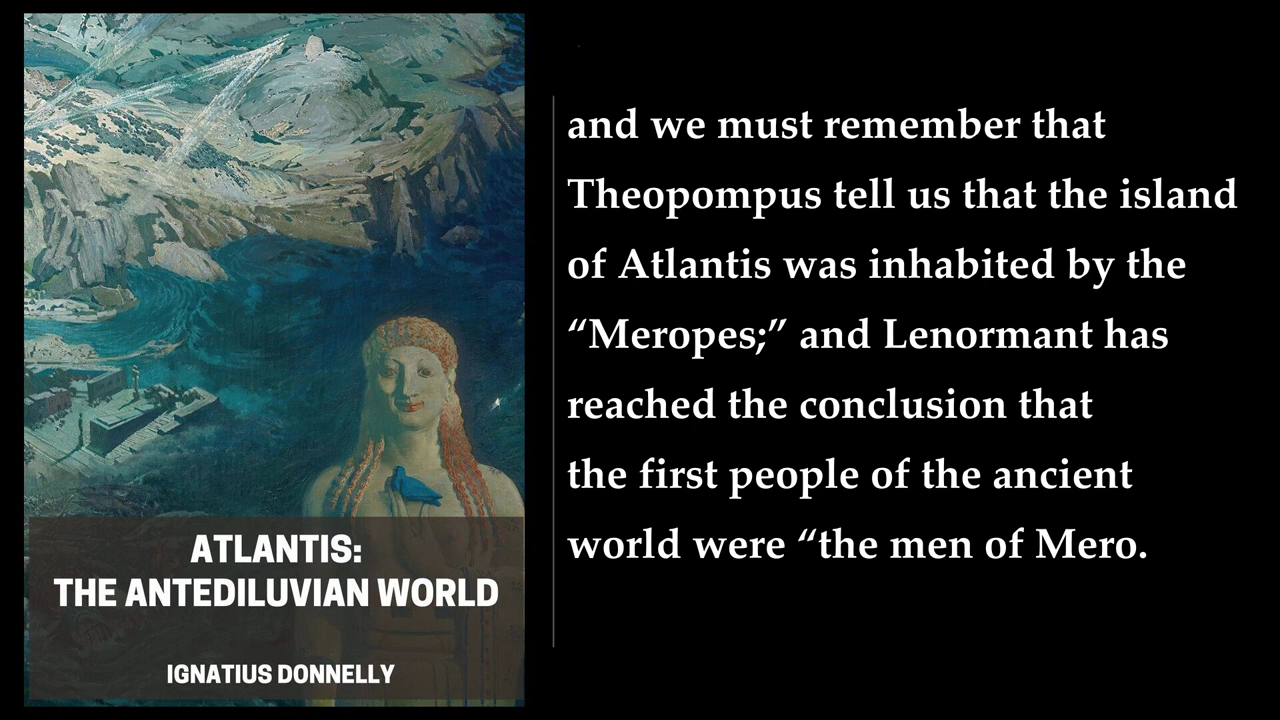 and we must remember that
Theopompus tell us that the island
of Atlantis was inhabited by the
“Meropes;” and Lenormant has
reached the conclusion that
the first people of the ancient
world were “the men of Mero.
ATLANTIS:
THE ANTEDILUVIAN WORLD
IGNATIUS DONNELLY